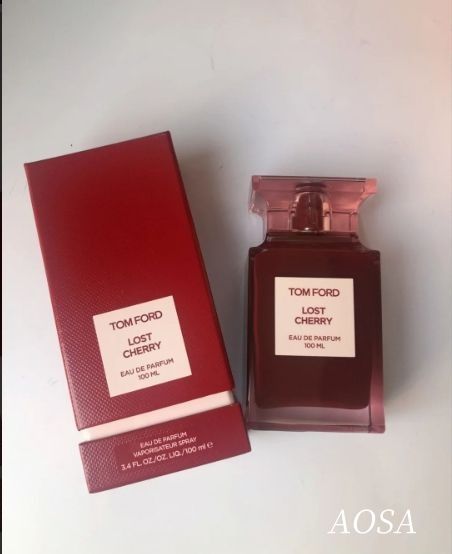 TOM FORD
LOST
CHERRY
EAU DE PARFUM
100 ML
EAU DE PARFUM
VAPORISATEUR SPRAY
3.4 FL. OZ./OZ. LIQ./100 ml ℮
TOM FORD
LOST
CHERRY
EAU DE PARFUM
100 ML
AOSA